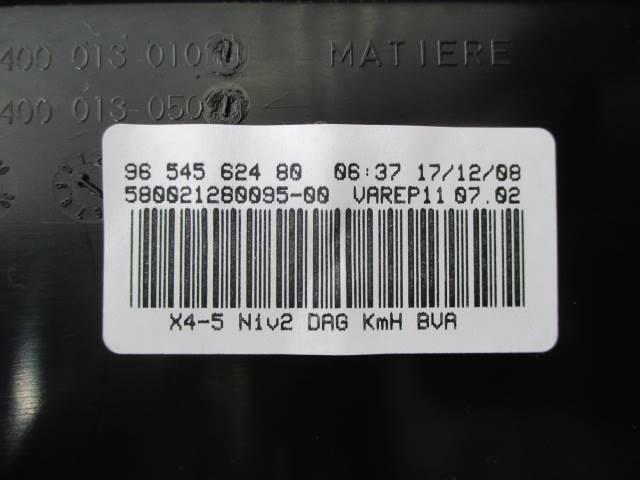 400 013 010 MATIERE
400 013-050
96 545 624 80 06:37 17/12/08
580021280095-00 VAREP11 07.02
X4-5 Niv2 DAG KmH BVA